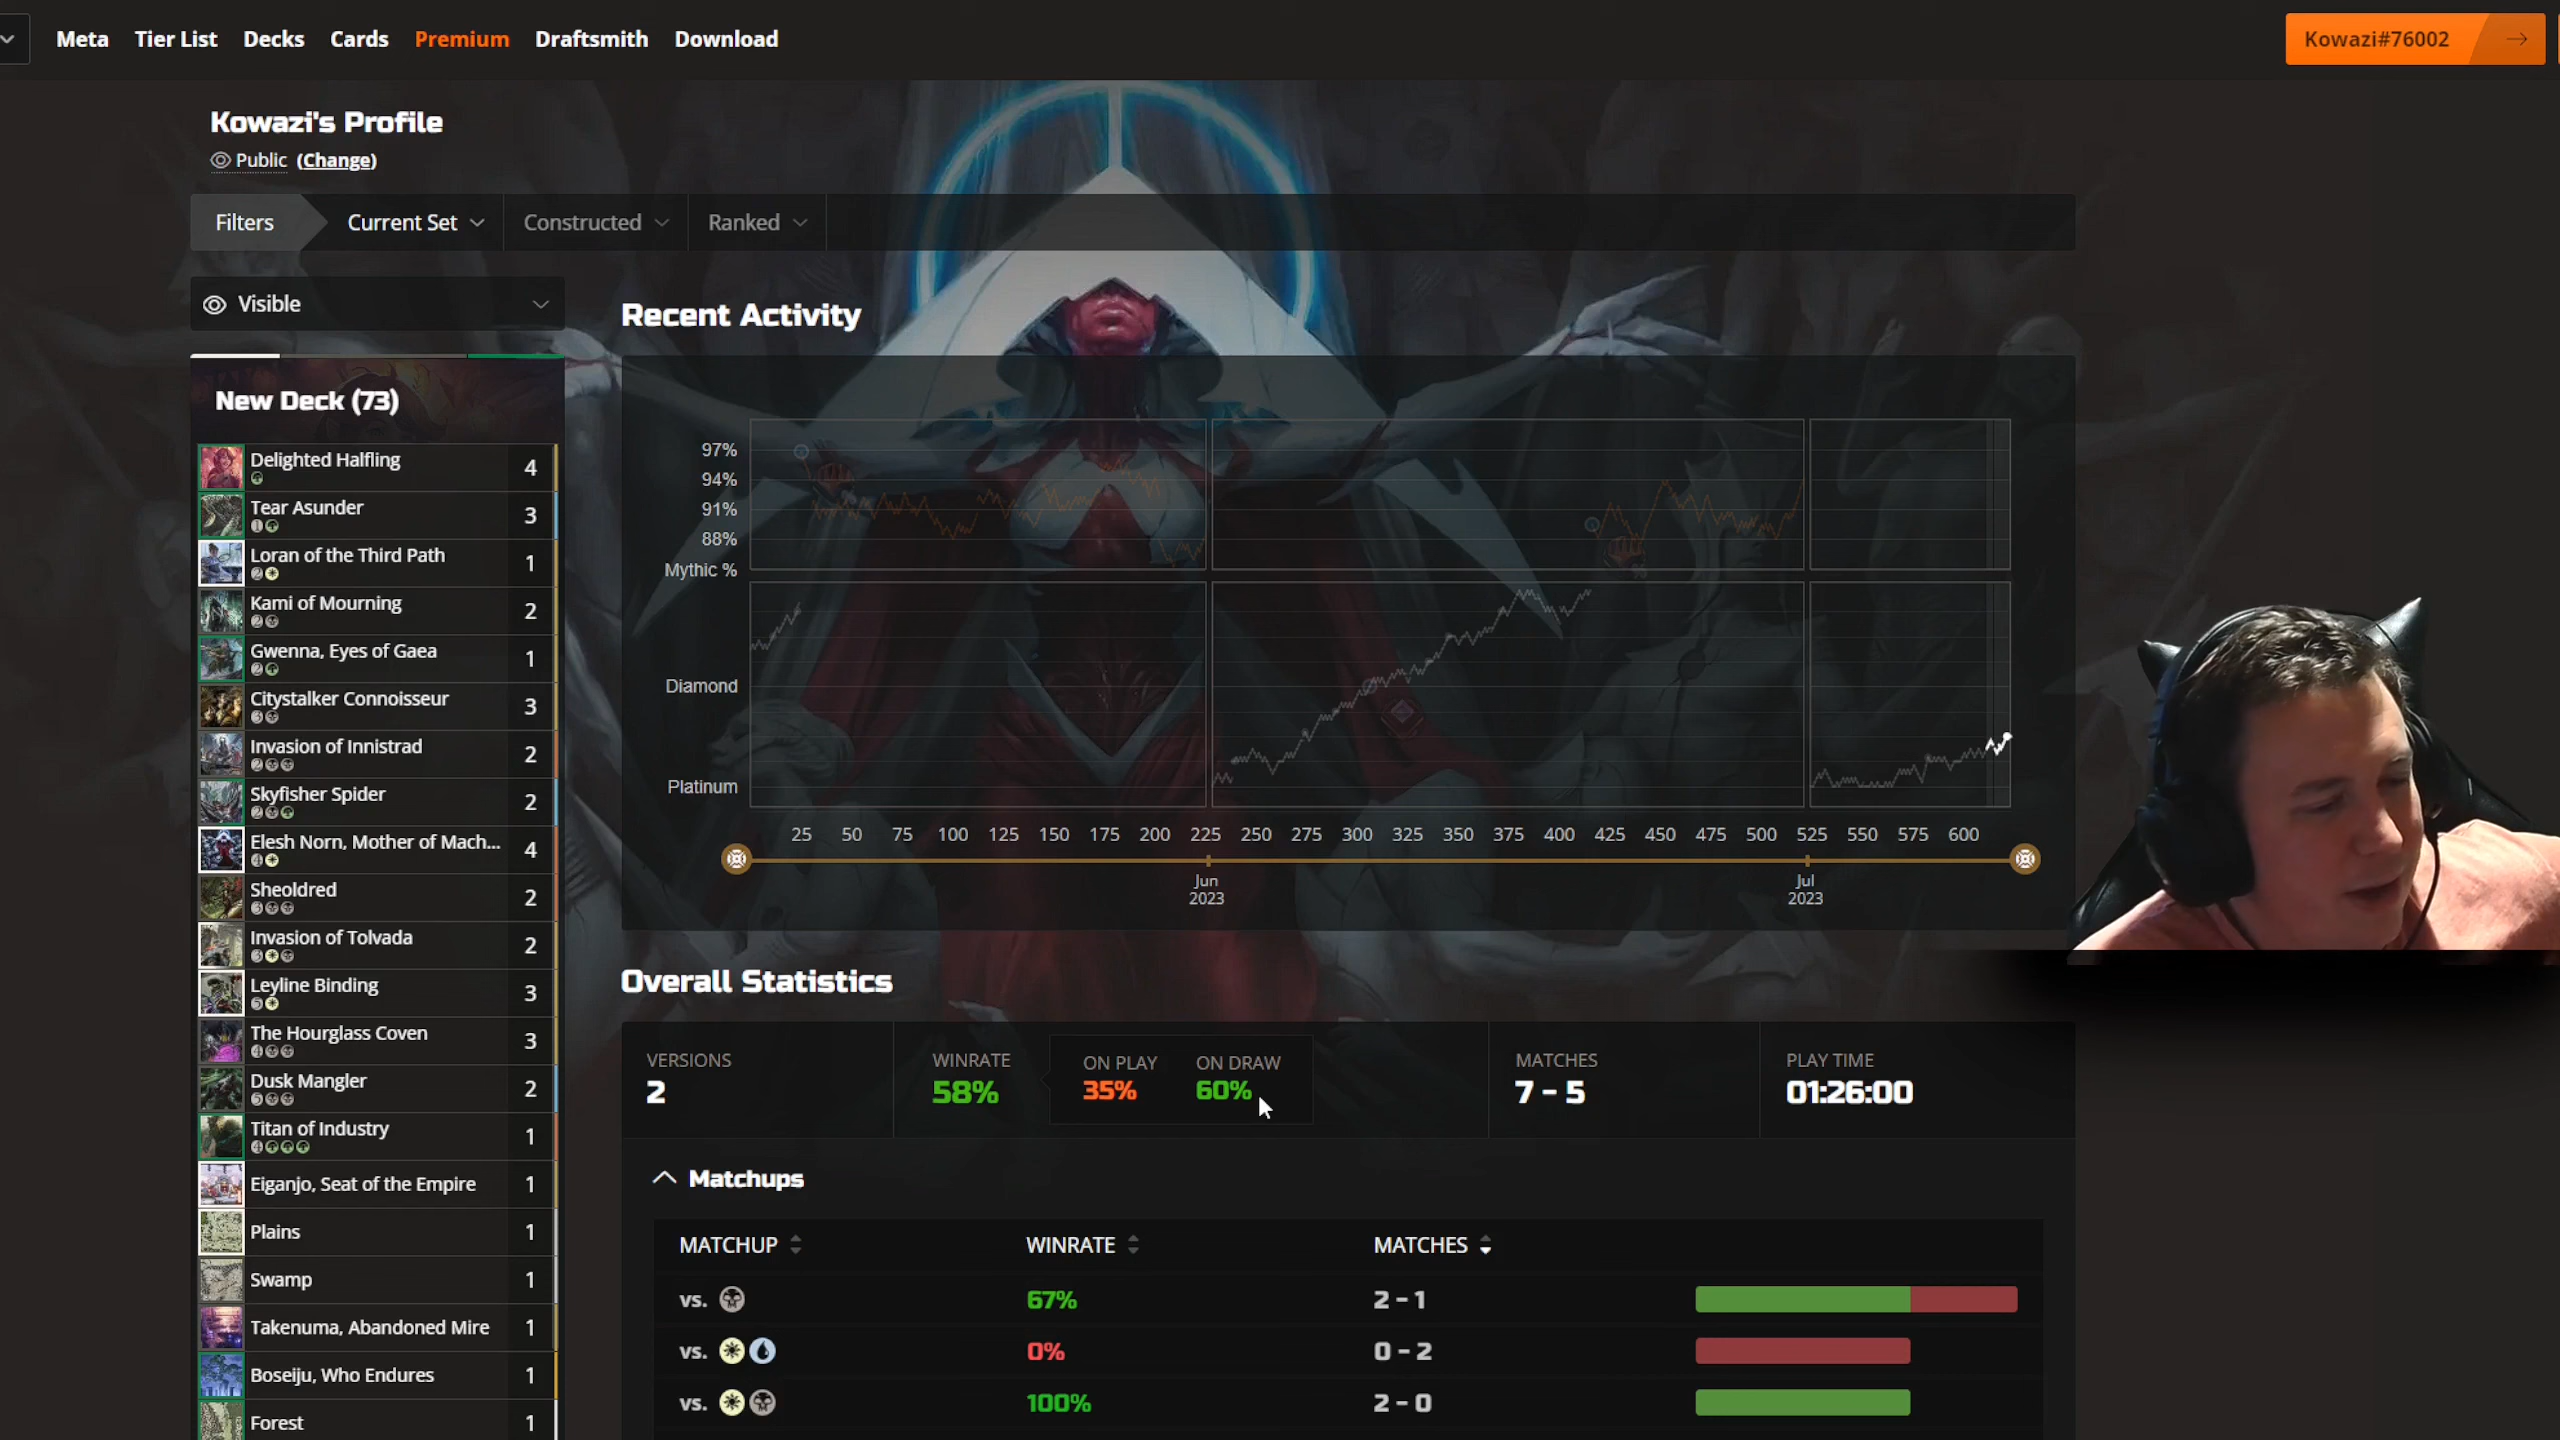 Meta Tier List Decks Cards Premium Draftsmith Download
Kowazi#76002
Kowazi's Profile
Public (Change)
Filters Current Set Constructed Ranked
Visible
New Deck (73)
Delighted Halfling 4
Tear Asunder 3
Loran of the Third Path 1
Kami of Mourning 2
Gwenna, Eyes of Gaea 1
Citystalker Connoisseur 3
Invasion of Innistrad 2
Skyfisher Spider 2
Elesh Norn, Mother of Mach... 4
Sheoldred 2
Invasion of Tolvada 2
Leyline Binding 3
The Hourglass Coven 3
Dusk Mangler 2
Titan of Industry 1
Eiganjo, Seat of the Empire 1
Plains 1
Swamp 1
Takenuma, Abandoned Mire 1
Boseiju, Who Endures 1
Forest 1
Recent Activity
97%
94%
91%
88%
Mythic %
Diamond
Platinum
25 50 75 100 125 150 175 200 225 250 275 300 325 350 375 400 425 450 475 500 525 550 575 600
Jun
2023
Jul
2023
Overall Statistics
VERSIONS
2
WINRATE
58%
ON PLAY
35%
ON DRAW
60%
MATCHES
7 - 5
PLAY TIME
01:26:00
Matchups
MATCHUP WINRATE MATCHES
vs. 67% 2 - 1
vs. 0% 0 - 2
vs. 100% 2 - 0